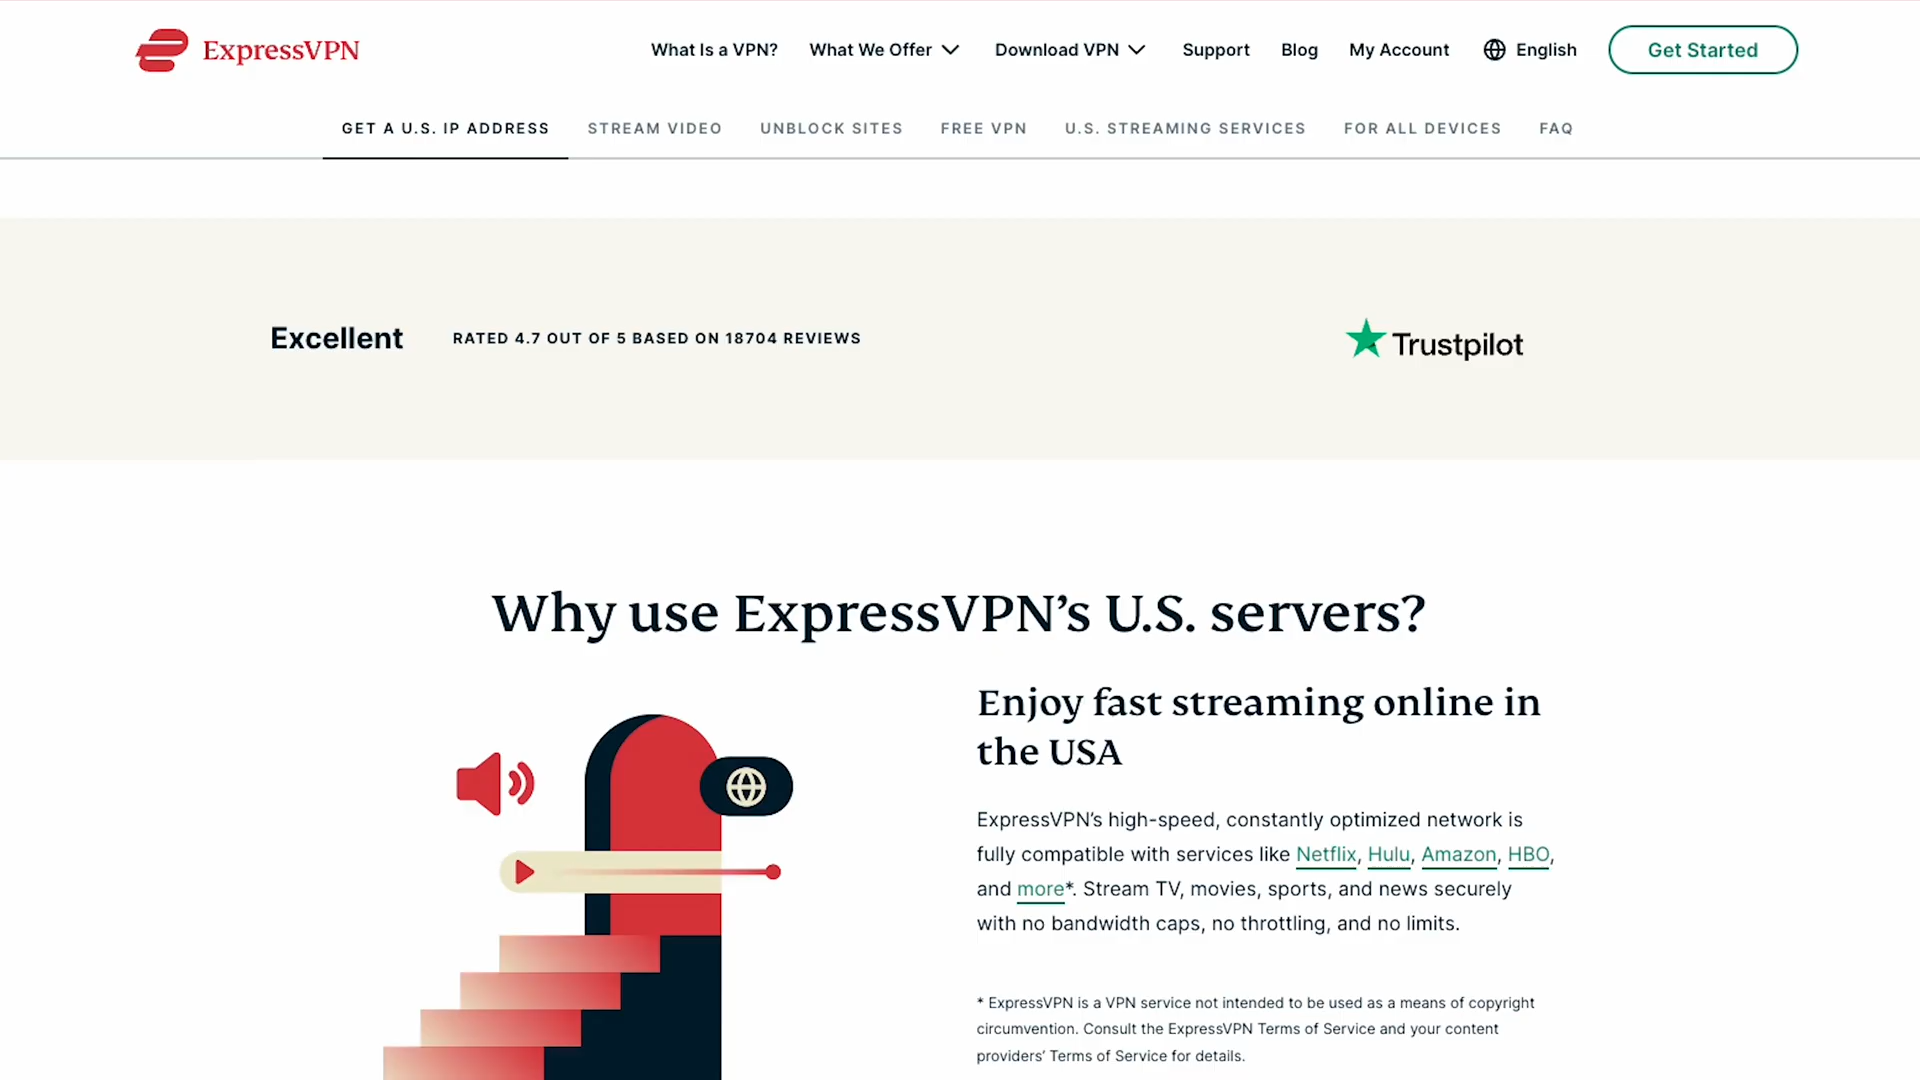 ExpressVPN
What Is a VPN? What We Offer Download VPN Support Blog My Account English Get Started
GET A U.S. IP ADDRESS STREAM VIDEO UNBLOCK SITES FREE VPN U.S. STREAMING SERVICES FOR ALL DEVICES FAQ
Excellent RATED 4.7 OUT OF 5 BASED ON 18704 REVIEWS Trustpilot
Why use ExpressVPN’s U.S. servers?
Enjoy fast streaming online in
the USA
ExpressVPN’s high-speed, constantly optimized network is
fully compatible with services like Netflix, Hulu, Amazon, HBO,
and more*. Stream TV, movies, sports, and news securely
with no bandwidth caps, no throttling, and no limits.
* ExpressVPN is a VPN service not intended to be used as a means of copyright
circumvention. Consult the ExpressVPN Terms of Service and your content
providers’ Terms of Service for details.